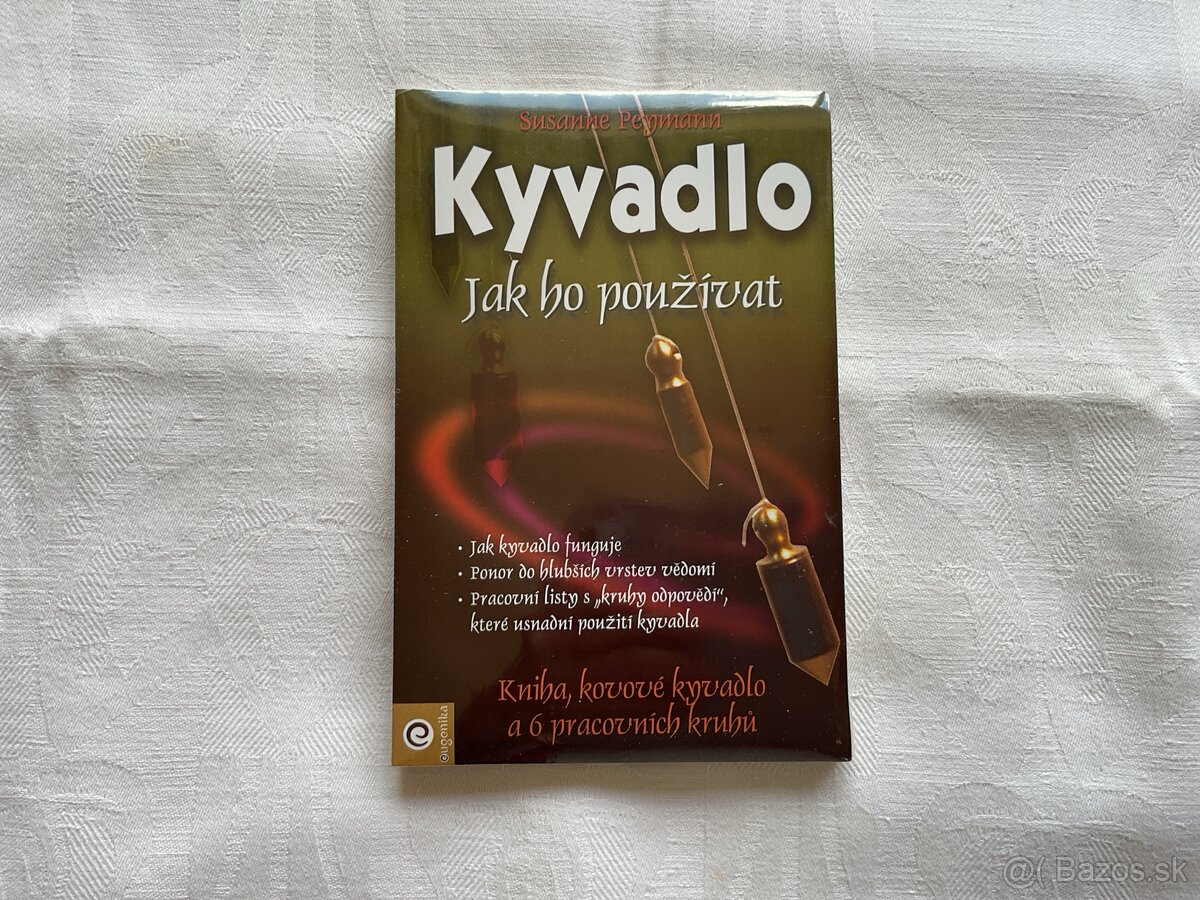 Susanne Peymann
Kyvadlo
Jak ho používat
• Jak kyvadlo funguje
• Ponor do hlubších vrstev vědomí
• Pracovní listy s „kruhy odpovědí“,
které usnadní použití kyvadla
Kniha, kovové kyvadlo
a 6 pracovních kruhů
eugenika
@( Bazos.sk